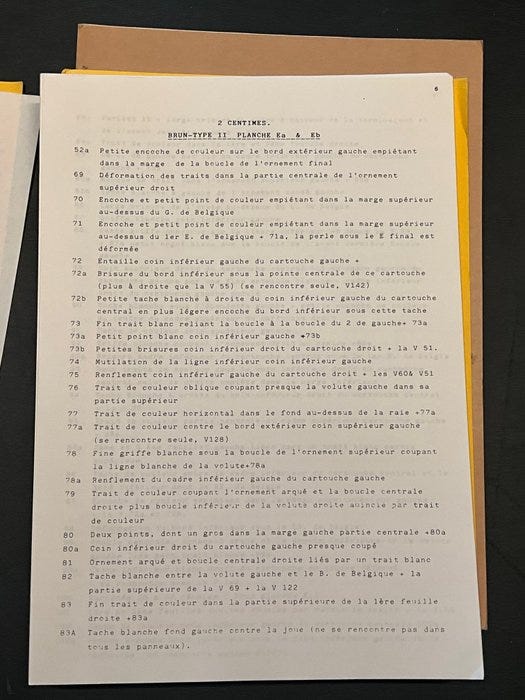 6
2 CENTIMES.
BRUN-TYPE II PLANCHE Ea & Eb
52a Petite encoche de couleur sur le bord extérieur gauche empiétant
dans la marge de la boucle de l'ornement final
69 Déformation des traits dans la partie centrale de l'ornement
supérieur droit
70 Encoche et petit point de couleur empiétant dans la marge supérieur
au-dessus du G. de Belgique
71 Encoche et petit point de couleur empiétant dans la marge supérieur
au-dessus du 1er E. de Belgique + 71a, la perle sous le E final est
déformée
72 Entaille coin inférieur gauche du cartouche gauche +
72a Brisure du bord inférieur sous la pointe centrale de ce cartouche
(plus à droite que la V 55) (se rencontre seule, V142)
72b Petite tache blanche à droite du coin inférieur gauche du cartouche
central en plus légere encoche du bord inférieur sous cette tache
73 Fin trait blanc reliant la boucle à la boucle du 2 de gauche+ 73a
73a Petit point blanc coin inférieur gauche +73b
73b Petites brisures coin inférieur droit du cartouche droit + la V 51.
74 Mutilation de la ligne inférieur coin inférieur gauche
75 Renflement coin inférieur gauche du cartouche droit + les V60& V51
76 Trait de couleur oblique coupant presque la volute gauche dans sa
partie supérieur
77 Trait de couleur horizontal dans le fond au-dessus de la raie +77a
77a Trait de couleur contre le bord extérieur coin supérieur gauche
(se rencontre seule, V128)
78 Fine griffe blanche sous la boucle de l'ornement supérieur coupant
la ligne blanche de la volute+78a
78a Renflement du cadre inférieur gauche du cartouche gauche
79 Trait de couleur coupant l'ornement arqué et la boucle centrale
droite plus boucle inférieur de la volute droite amincie par trait
de couleur
80 Deux points, dont un gros dans la marge gauche partie centrale +80a
80a Coin inférieur droit du cartouche gauche presque coupé
81 Ornement arqué et boucle centrale droite liés par un trait blanc
82 Tache blanche entre la volute gauche et le B. de Belgique + la
partie supérieure de la V 69 + la V 122
83 Fin trait de couleur dans la partie supérieure de la 1ère feuille
droite +83a
83A Tache blanche fond gauche contre la joue (ne se rencontre pas dans
tous les panneaux).